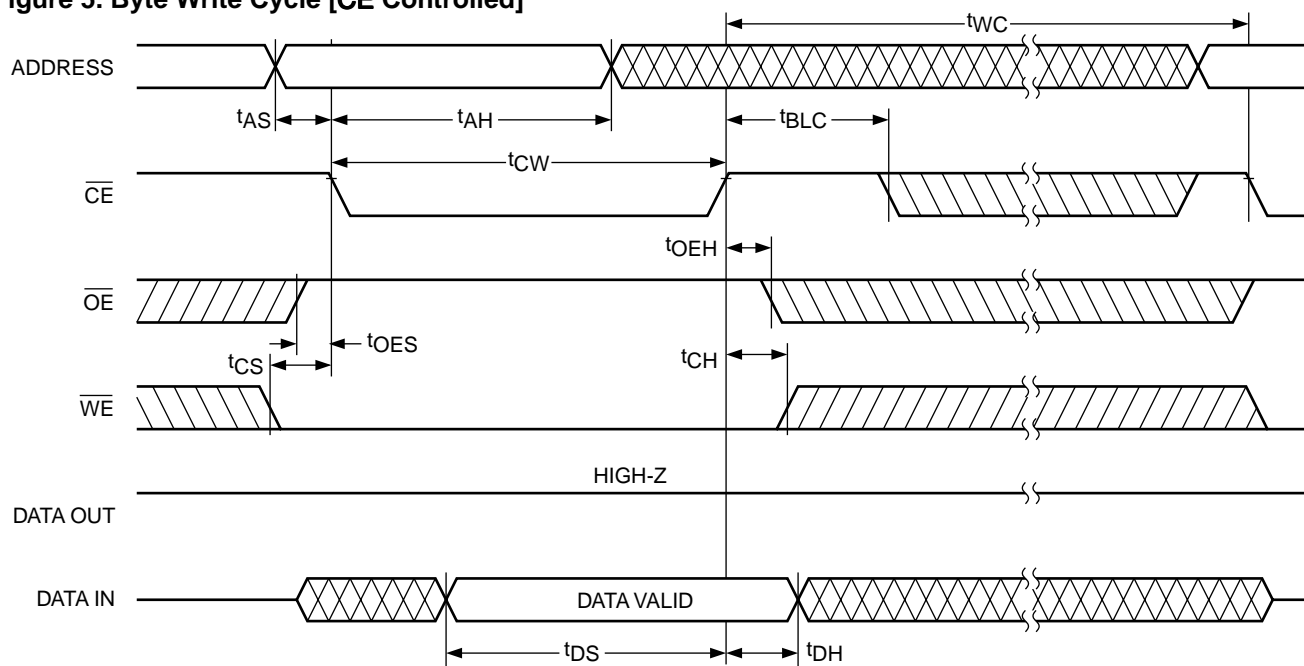 igure 5. Byte Write Cycle [CE Controlled]
tWC
ADDRESS
tAS
tAH
tBLC
tCW
CE
tOEH
OE
tOES
tCS
tCH
WE
HIGH-Z
DATA OUT
DATA IN
DATA VALID
tDS
tDH